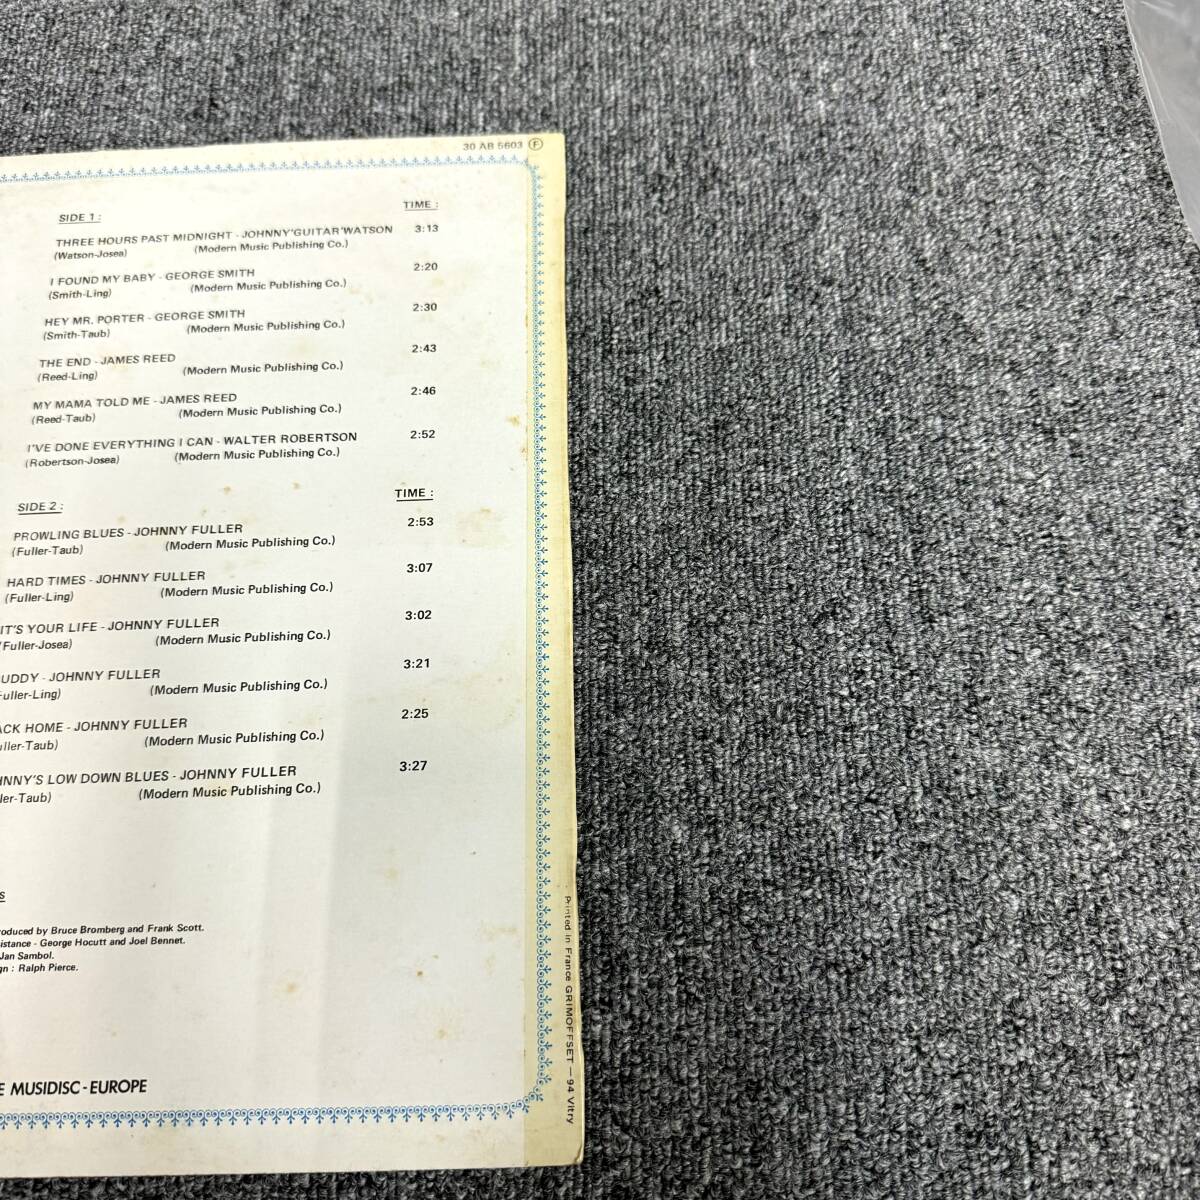 30 AB 5603 F
SIDE 1 : TIME :
THREE HOURS PAST MIDNIGHT - JOHNNY'GUITAR'WATSON 3:13
(Watson-Josea) (Modern Music Publishing Co.)
I FOUND MY BABY - GEORGE SMITH 2:20
(Smith-Ling) (Modern Music Publishing Co.)
HEY MR. PORTER - GEORGE SMITH 2:30
(Smith-Taub) (Modern Music Publishing Co.)
THE END - JAMES REED 2:43
(Reed-Ling) (Modern Music Publishing Co.)
MY MAMA TOLD ME - JAMES REED 2:46
(Reed-Taub) (Modern Music Publishing Co.)
I'VE DONE EVERYTHING I CAN - WALTER ROBERTSON 2:52
(Robertson-Josea) (Modern Music Publishing Co.)
SIDE 2 : TIME :
PROWLING BLUES - JOHNNY FULLER 2:53
(Fuller-Taub) (Modern Music Publishing Co.)
HARD TIMES - JOHNNY FULLER 3:07
(Fuller-Ling) (Modern Music Publishing Co.)
IT'S YOUR LIFE - JOHNNY FULLER 3:02
(Fuller-Josea) (Modern Music Publishing Co.)
UDDY - JOHNNY FULLER 3:21
Fuller-Ling) (Modern Music Publishing Co.)
ACK HOME - JOHNNY FULLER 2:25
uller-Taub) (Modern Music Publishing Co.)
HNNY'S LOW DOWN BLUES - JOHNNY FULLER 3:27
ller-Taub) (Modern Music Publishing Co.)
s
roduced by Bruce Bromberg and Frank Scott.
istance - George Hocutt and Joel Bennet.
Jan Sambol.
gn : Ralph Pierce.
E MUSIDISC - EUROPE
Printed in France GRIMOFFSET — 94 Vitry